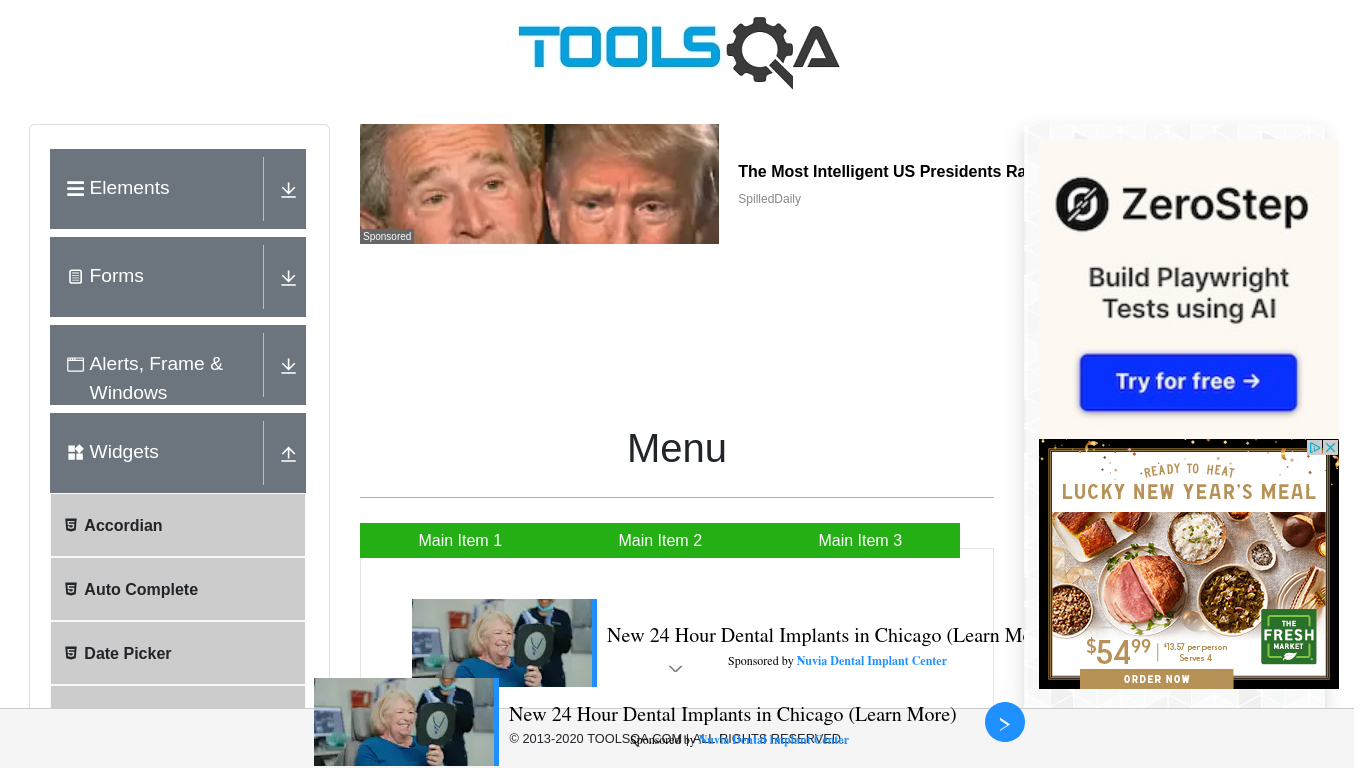 TOOLSQA
Elements
Forms
Alerts, Frame &
Windows
Widgets
Accordian
Auto Complete
Date Picker
Sponsored
The Most Intelligent US Presidents Ra
SpilledDaily
Menu
Main Item 1
Main Item 2
Main Item 3
New 24 Hour Dental Implants in Chicago (Learn Mo
Sponsored by Nuvia Dental Implant Center
New 24 Hour Dental Implants in Chicago (Learn More)
Sponsored by Nuvia Dental Implant Center
© 2013-2020 TOOLSQA.COM | ALL RIGHTS RESERVED.
ZeroStep
Build Playwright
Tests using AI
Try for free →
READY TO HEAT
LUCKY NEW YEAR'S MEAL
$54.99
$13.57 per person
Serves 4
THE
FRESH
MARKET
ORDER NOW